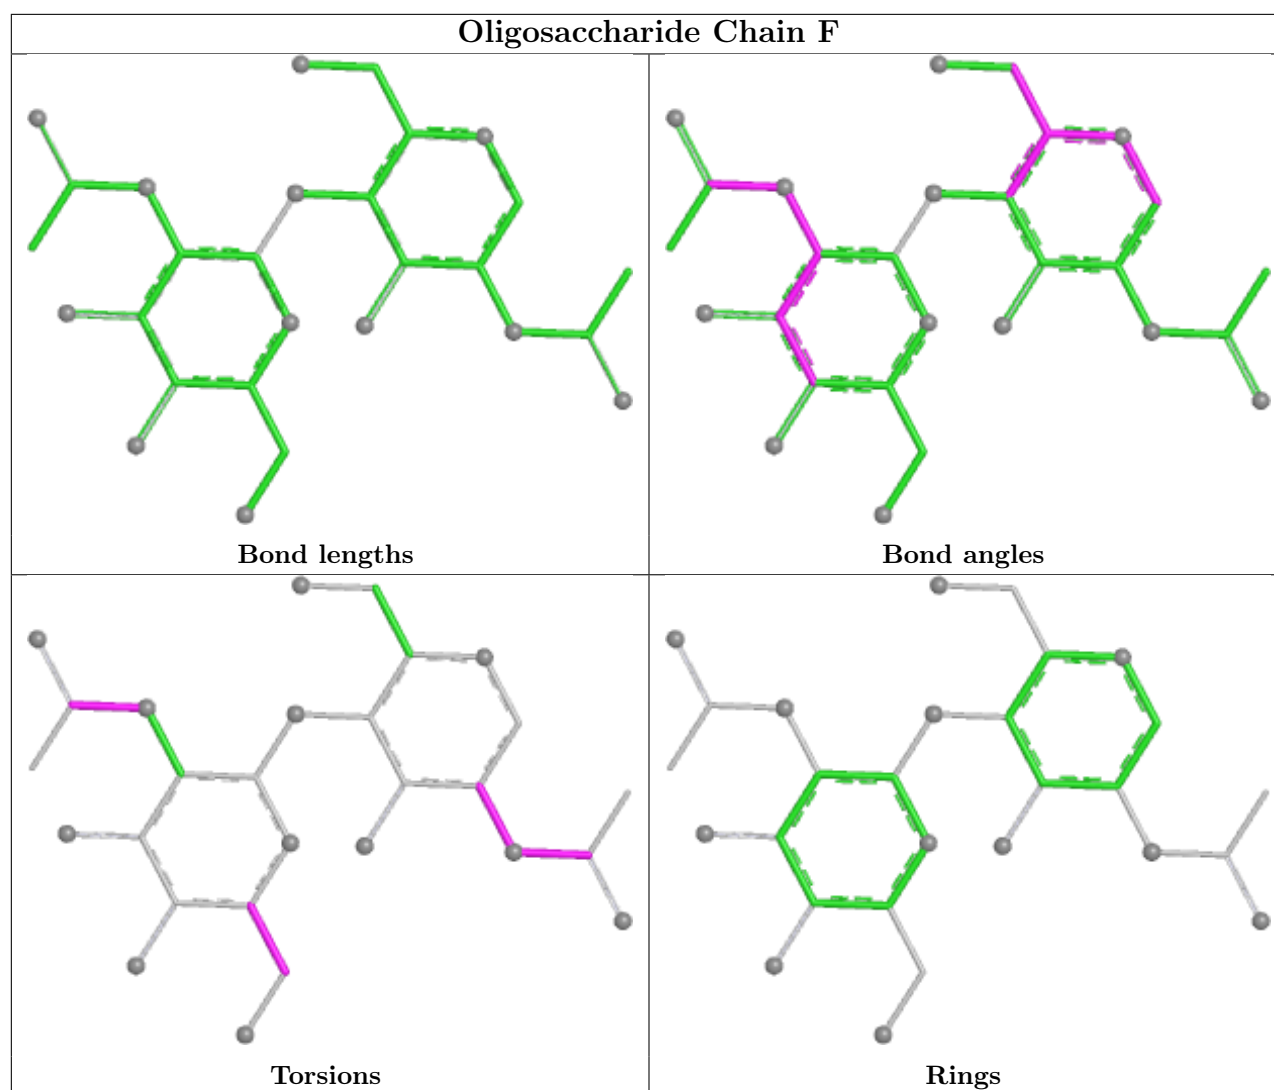 Oligosaccharide Chain F
Bond lengths
Bond angles
Torsions
Rings